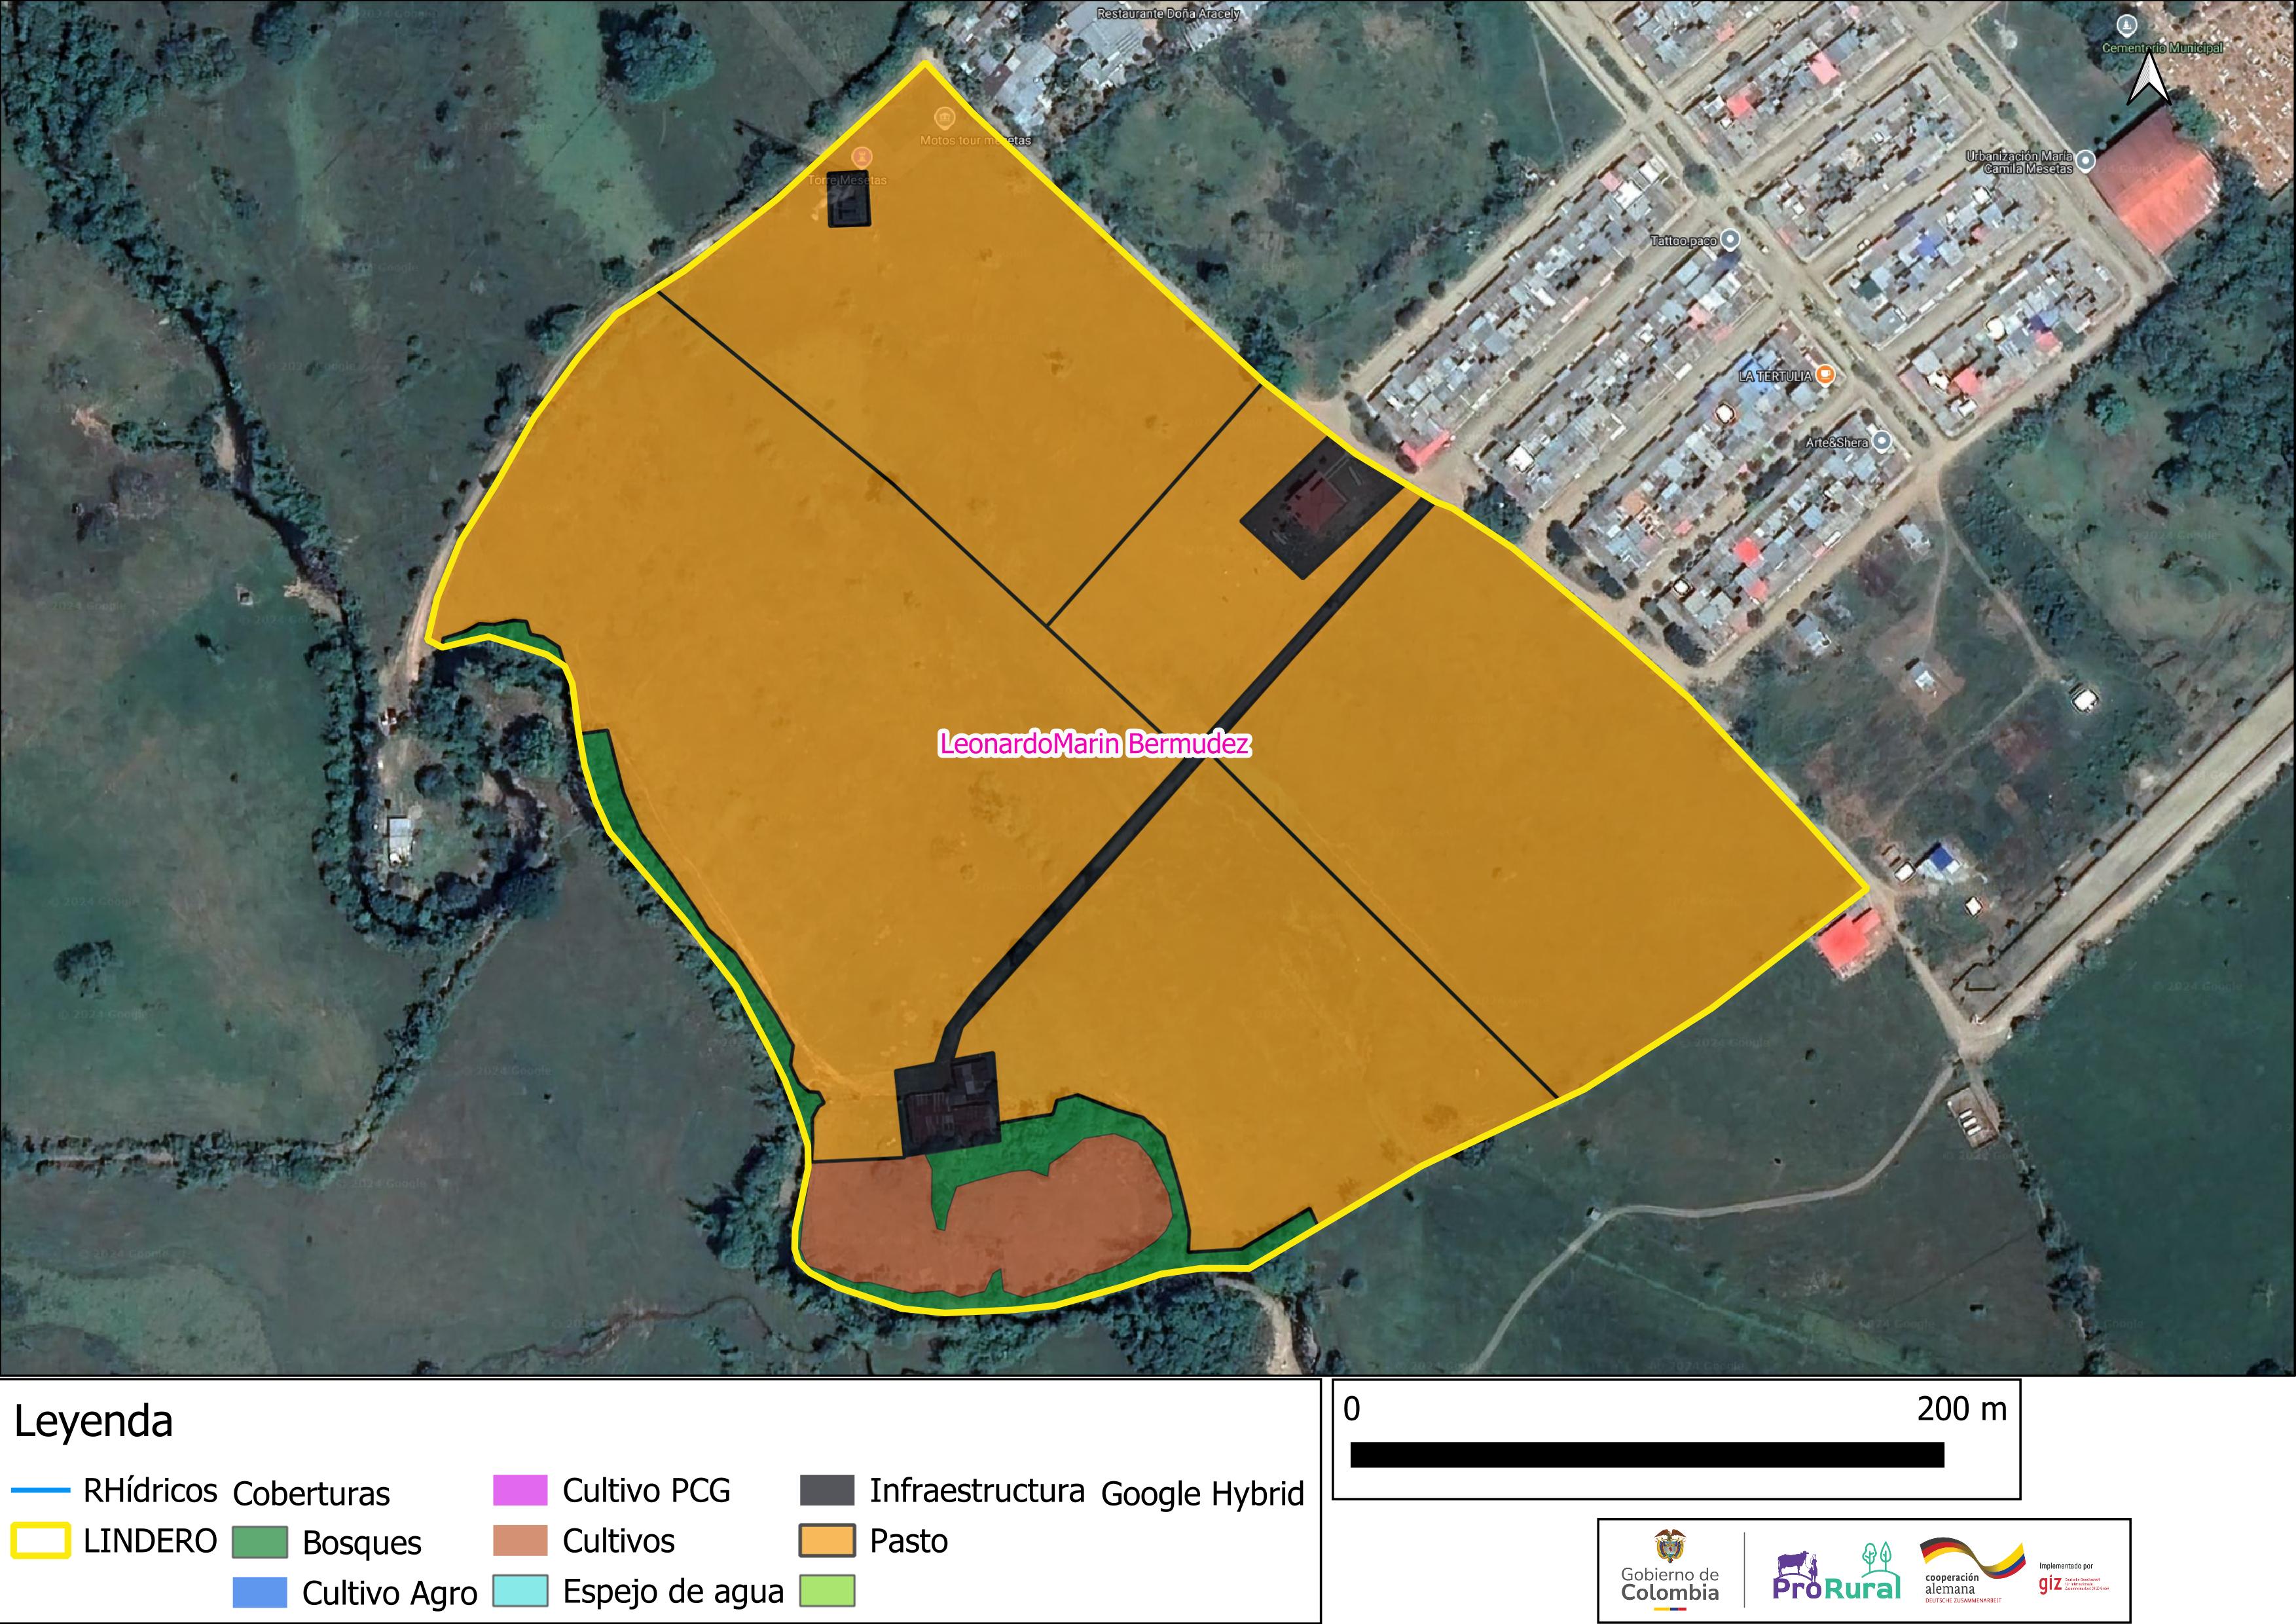 Restaurante Doña Aracely
Cementerio Municipal
Motos tour mesetas
Torre Mesetas
Urbanización María
Camila Mesetas
Tattoo.paco
LA TERTULIA
Arte&Shera
LeonardoMarin Bermudez
© 2024 Google
Leyenda
RHídricos
LINDERO
Coberturas
Bosques
Cultivo Agro
Cultivo PCG
Cultivos
Espejo de agua
Infraestructura
Pasto
Google Hybrid
0 200 m
Gobierno de
Colombia
ProRural
cooperación
alemana
DEUTSCHE ZUSAMMENARBEIT
Implementado por
giz